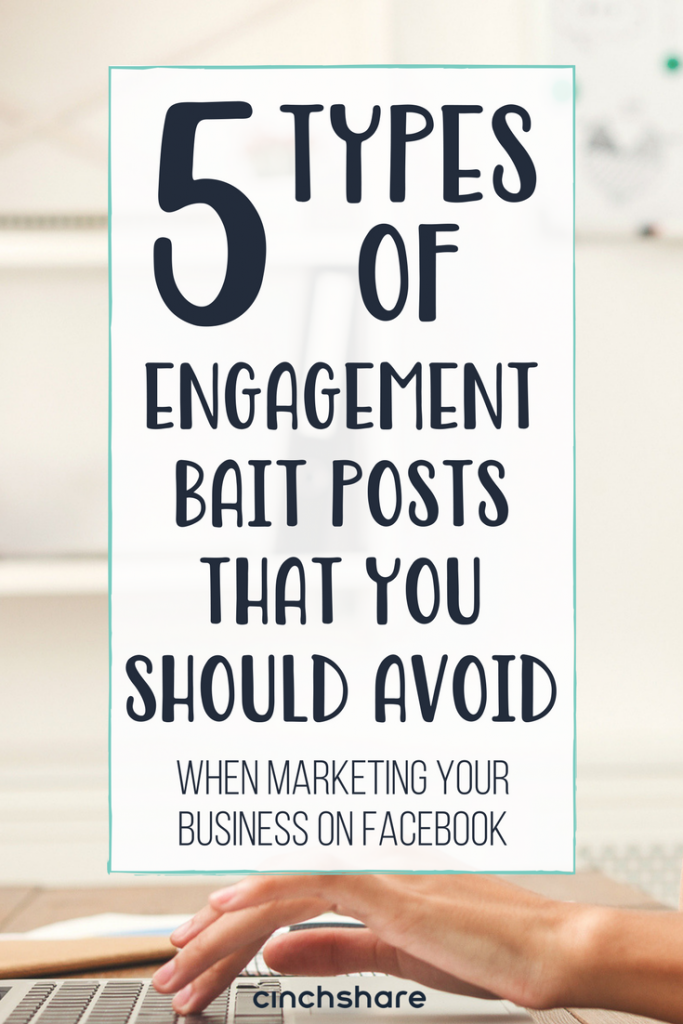 5 TYPES
OF
ENGAGEMENT
BAIT POSTS
THAT YOU
SHOULD AVOID
WHEN MARKETING YOUR
BUSINESS ON FACEBOOK
cinchshare